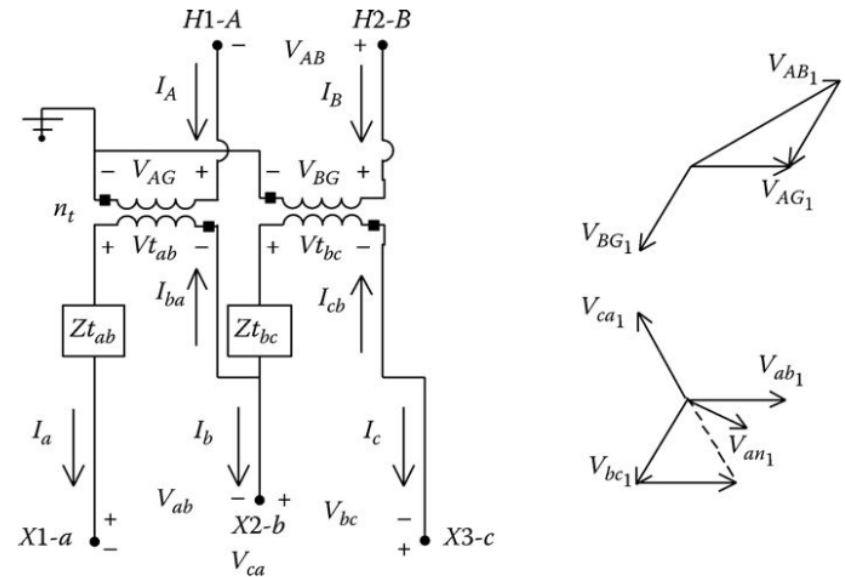 H1-A H2-B
− V_AB +
I_A I_B
− V_AG + − V_BG +
n_t
+ Vt_ab − + Vt_bc −
I_ba I_cb
Zt_ab Zt_bc
I_a I_b I_c
V_ab − + V_bc −
+ X2-b +
X1-a − V_ca X3-c
V_AB1
V_AG1
V_BG1
V_ca1
V_ab1
V_an1
V_bc1